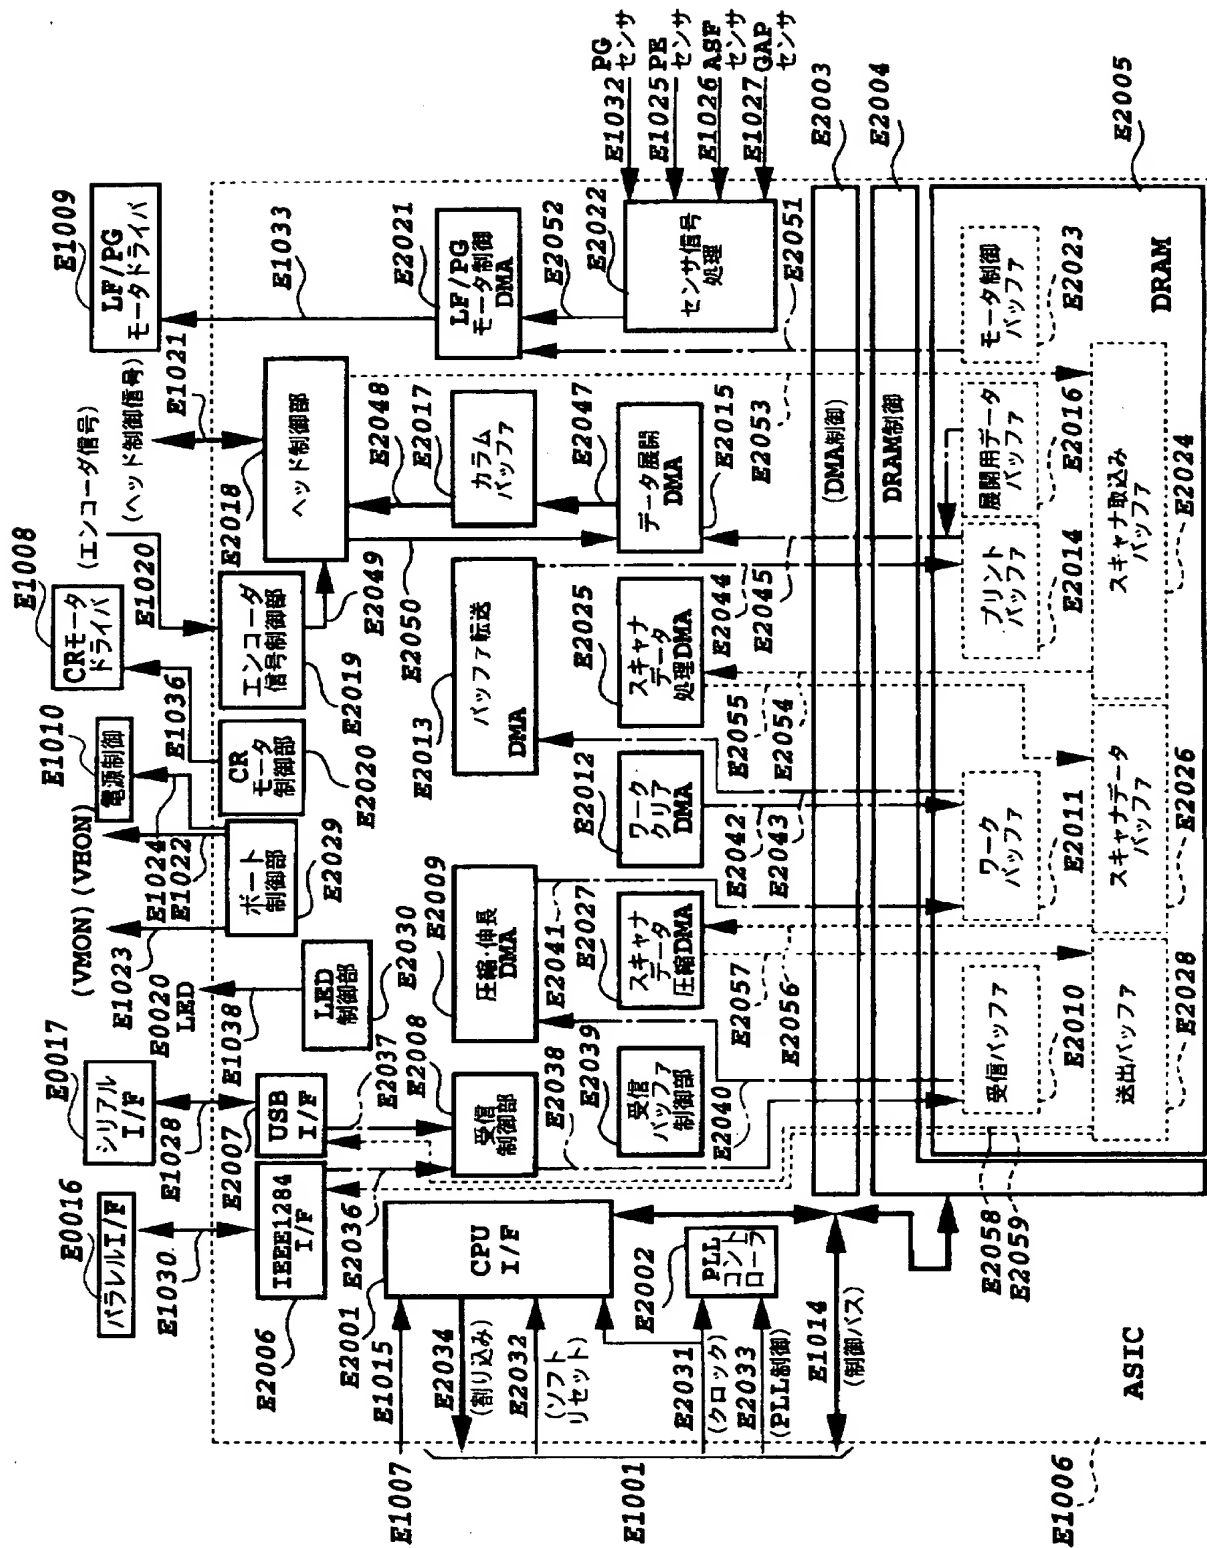 E0016
パラレルI/F
E1030
E0017
シリアル
I/F
E1028
E0020
LED
E1038
(VMON)
(VHON)
E1023
E1024
E1022
E1010
電源制御
E1036
E1008
CRモータ
ドライバ
E1020
(エンコーダ信号)
(ヘッド制御信号)
E1021
E1009
LF/PG
モータドライバ
E1033
E2006
IEEE1284
I/F
E2007
USB
I/F
E2036
E2037
LED
制御部
E2030
ポート
制御部
E2029
CR
モータ
制御部
E2020
エンコーダ
信号制御部
E2019
E2018
ヘッド制御部
E2049
E2050
E2048
E2017
カラム
バッファ
E2047
E2021
LF/PG
モータ制御
DMA
E2052
E2022
センサ信号
処理
E1032
PG
センサ
E1025
PE
センサ
E1026
ASF
センサ
E1027
GAP
センサ
E1007
E1015
E2001
CPU
I/F
E2034
(割り込み)
E2032
(ソフト
リセット)
E1001
E2031
(クロック)
E2033
(PLL制御)
E2002
PLL
コント
ローラ
E1014
(制御バス)
E2008
受信
制御部
E2038
E2039
受信
バッファ
制御部
E2040
E2009
圧縮・伸長
DMA
E2041
E2027
スキャナ
データ
圧縮DMA
E2057
E2056
E2012
ワーク
クリア
DMA
E2042
E2043
E2013
バッファ転送
DMA
E2025
スキャナ
データ
処理DMA
E2055
E2054
E2044
E2045
データ展開
DMA
E2015
E2053
E2051
E2003
(DMA制御)
E2004
DRAM制御
E2005
DRAM
E2058
E2059
受信バッファ
E2010
ワーク
バッファ
E2011
プリント
バッファ
E2014
展開用データ
バッファ
E2016
モータ制御
バッファ
E2023
送出バッファ
E2028
スキャナデータ
バッファ
E2026
スキャナ取込み
バッファ
E2024
ASIC
E1006